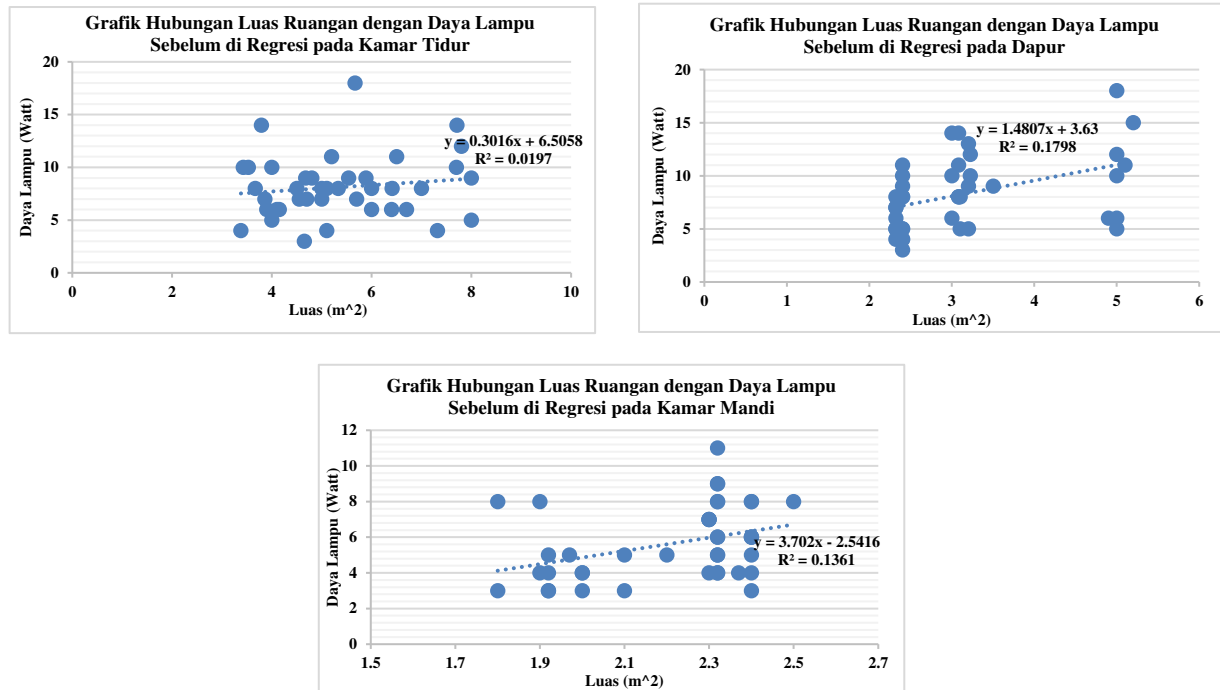 Grafik Hubungan Luas Ruangan dengan Daya Lampu
Sebelum di Regresi pada Kamar Tidur
Daya Lampu (Watt)
20
15
10
5
0
y = 0.3016x + 6.5058
R² = 0.0197
0 2 4 6 8 10
Luas (m^2)
Grafik Hubungan Luas Ruangan dengan Daya Lampu
Sebelum di Regresi pada Dapur
Daya Lampu (Watt)
20
15
10
5
0
y = 1.4807x + 3.63
R² = 0.1798
0 1 2 3 4 5 6
Luas (m^2)
Grafik Hubungan Luas Ruangan dengan Daya Lampu
Sebelum di Regresi pada Kamar Mandi
Daya Lampu (Watt)
12
10
8
6
4
2
0
y = 3.702x - 2.5416
R² = 0.1361
1.5 1.7 1.9 2.1 2.3 2.5 2.7
Luas (m^2)